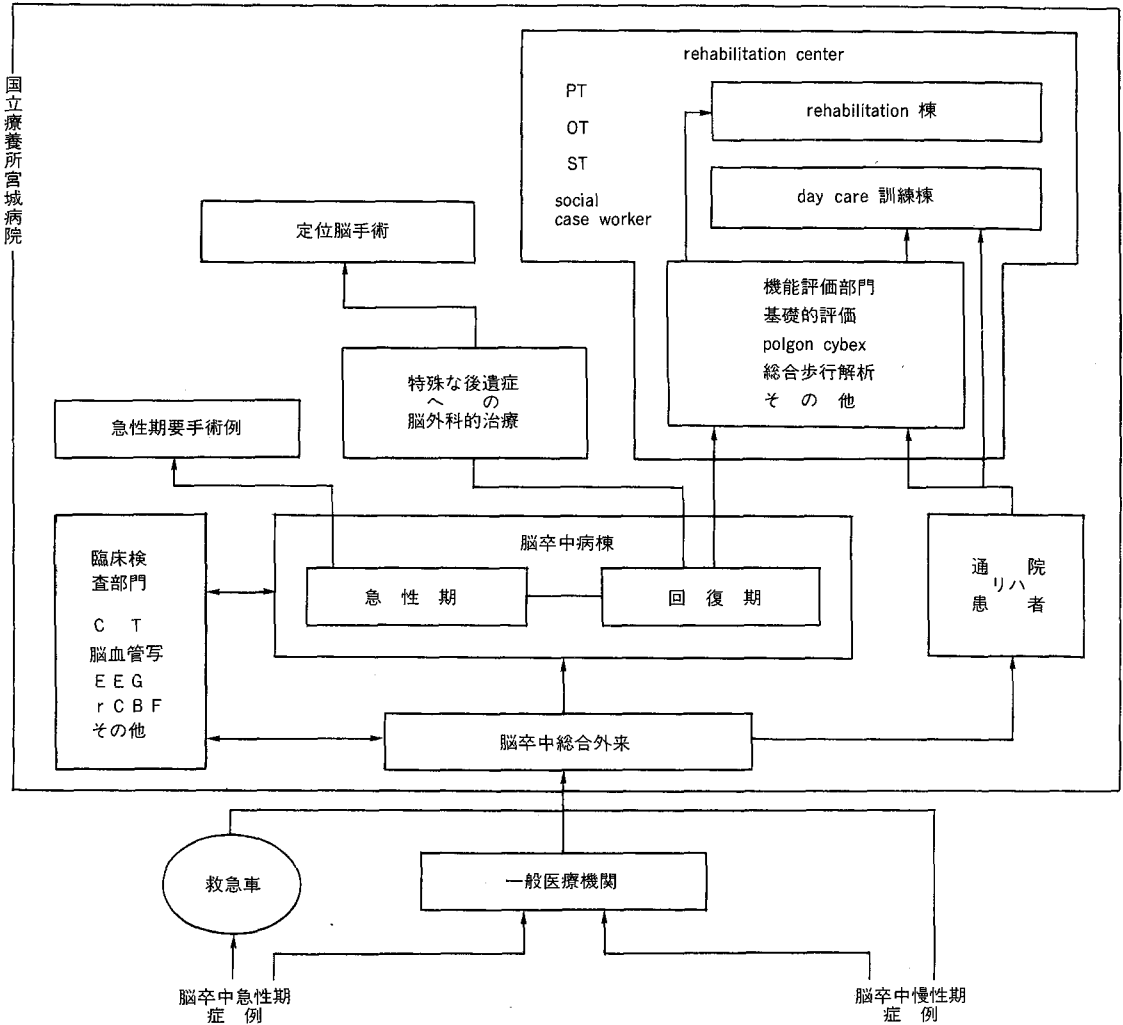 国立療養所宮城病院
rehabilitation center
PT
OT
ST
social
case worker
rehabilitation 棟
day care 訓練棟
定位脳手術
機能評価部門
基礎的評価
polgon cybex
総合歩行解析
その他
特殊な後遺症
への
脳外科的治療
急性期要手術例
臨床検
査部門
CT
脳血管写
EEG
rCBF
その他
脳卒中病棟
急性期
回復期
通院
リハ
患者
脳卒中総合外来
救急車
一般医療機関
脳卒中急性期
症例
脳卒中慢性期
症例